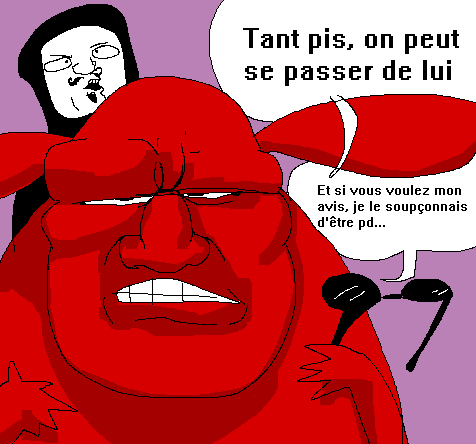 Tant pis, on peut
se passer de lui
Et si vous voulez mon
avis, je le soupçonnais
d'être pd...